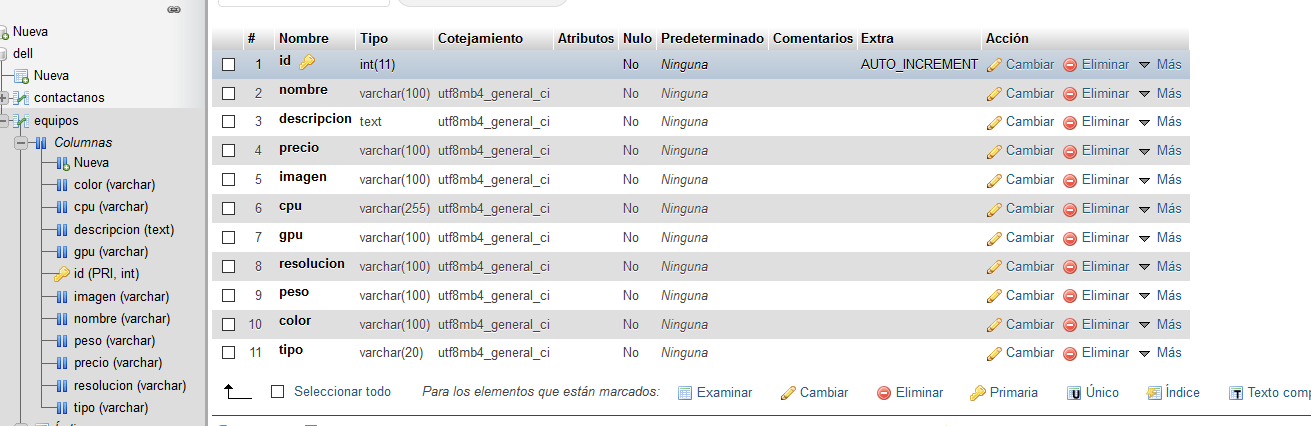 Nueva
dell
Nueva
contactanos
equipos
Columnas
Nueva
color (varchar)
cpu (varchar)
descripcion (text)
gpu (varchar)
id (PRI, int)
imagen (varchar)
nombre (varchar)
peso (varchar)
precio (varchar)
resolucion (varchar)
tipo (varchar)
# Nombre Tipo Cotejamiento Atributos Nulo Predeterminado Comentarios Extra Acción
1 id int(11) No Ninguna AUTO_INCREMENT Cambiar Eliminar Más
2 nombre varchar(100) utf8mb4_general_ci No Ninguna Cambiar Eliminar Más
3 descripcion text utf8mb4_general_ci No Ninguna Cambiar Eliminar Más
4 precio varchar(100) utf8mb4_general_ci No Ninguna Cambiar Eliminar Más
5 imagen varchar(100) utf8mb4_general_ci No Ninguna Cambiar Eliminar Más
6 cpu varchar(255) utf8mb4_general_ci No Ninguna Cambiar Eliminar Más
7 gpu varchar(100) utf8mb4_general_ci No Ninguna Cambiar Eliminar Más
8 resolucion varchar(100) utf8mb4_general_ci No Ninguna Cambiar Eliminar Más
9 peso varchar(100) utf8mb4_general_ci No Ninguna Cambiar Eliminar Más
10 color varchar(100) utf8mb4_general_ci No Ninguna Cambiar Eliminar Más
11 tipo varchar(20) utf8mb4_general_ci No Ninguna Cambiar Eliminar Más
Seleccionar todo Para los elementos que están marcados: Examinar Cambiar Eliminar Primaria Único Índice Texto comp